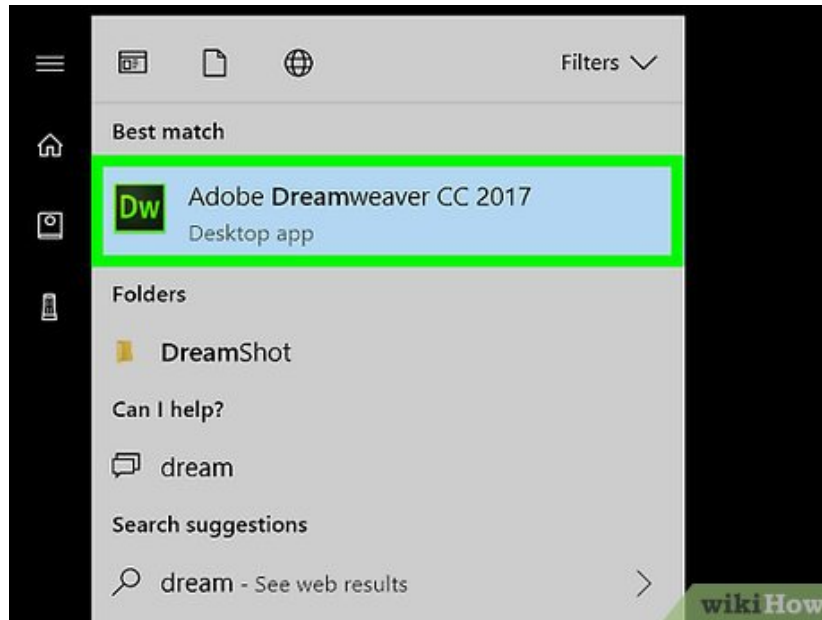 Filters
Best match
Dw
Adobe Dreamweaver CC 2017
Desktop app
Folders
DreamShot
Can I help?
dream
Search suggestions
dream - See web results
wikiHow